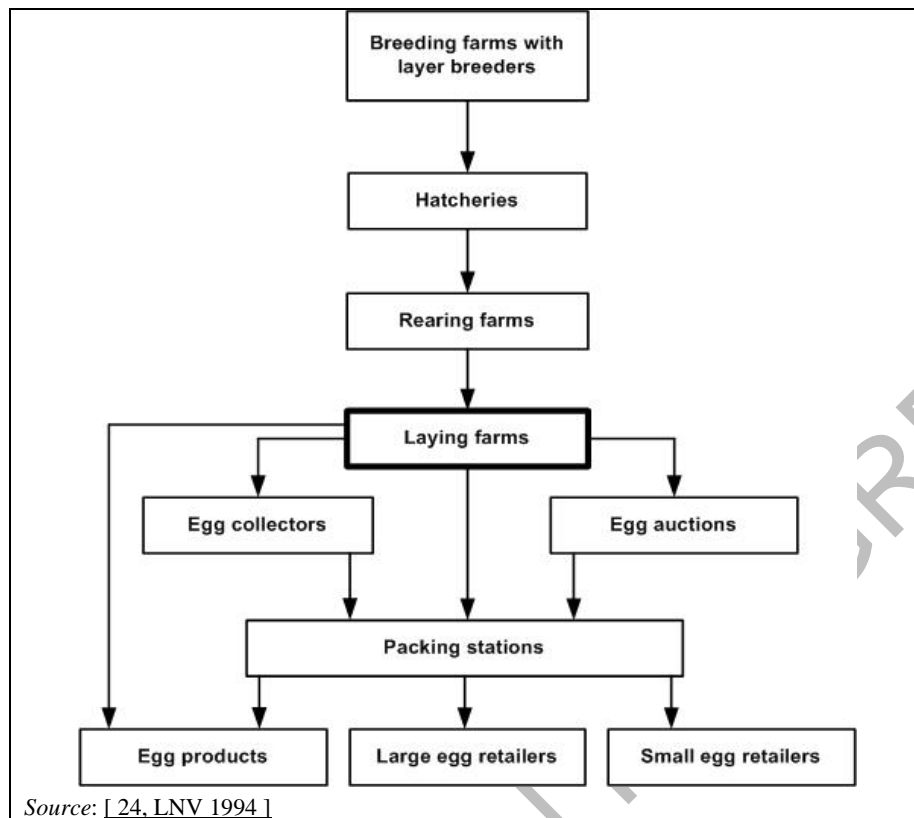 Breeding farms with
layer breeders
Hatcheries
Rearing farms
Laying farms
Egg collectors
Egg auctions
Packing stations
Egg products
Large egg retailers
Small egg retailers
Source: [ 24, LNV 1994 ]